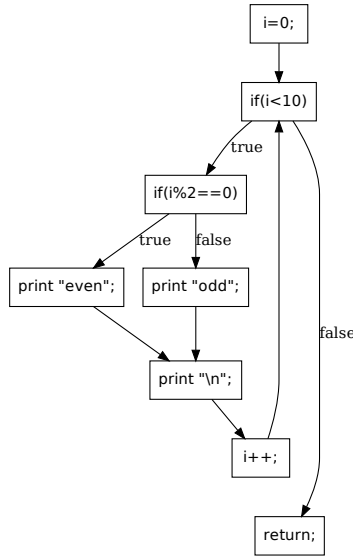 i=0;
if(i<10)
true
if(i%2==0)
true
false
print "even";
print "odd";
false
print "\n";
i++;
return;